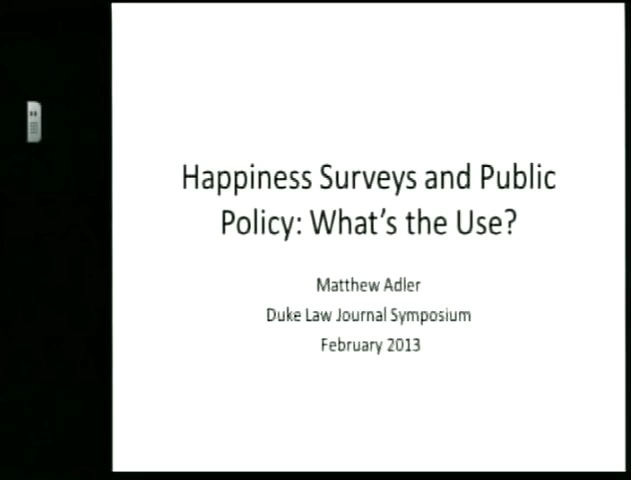 Happiness Surveys and Public
Policy: What's the Use?
Matthew Adler
Duke Law Journal Symposium
February 2013